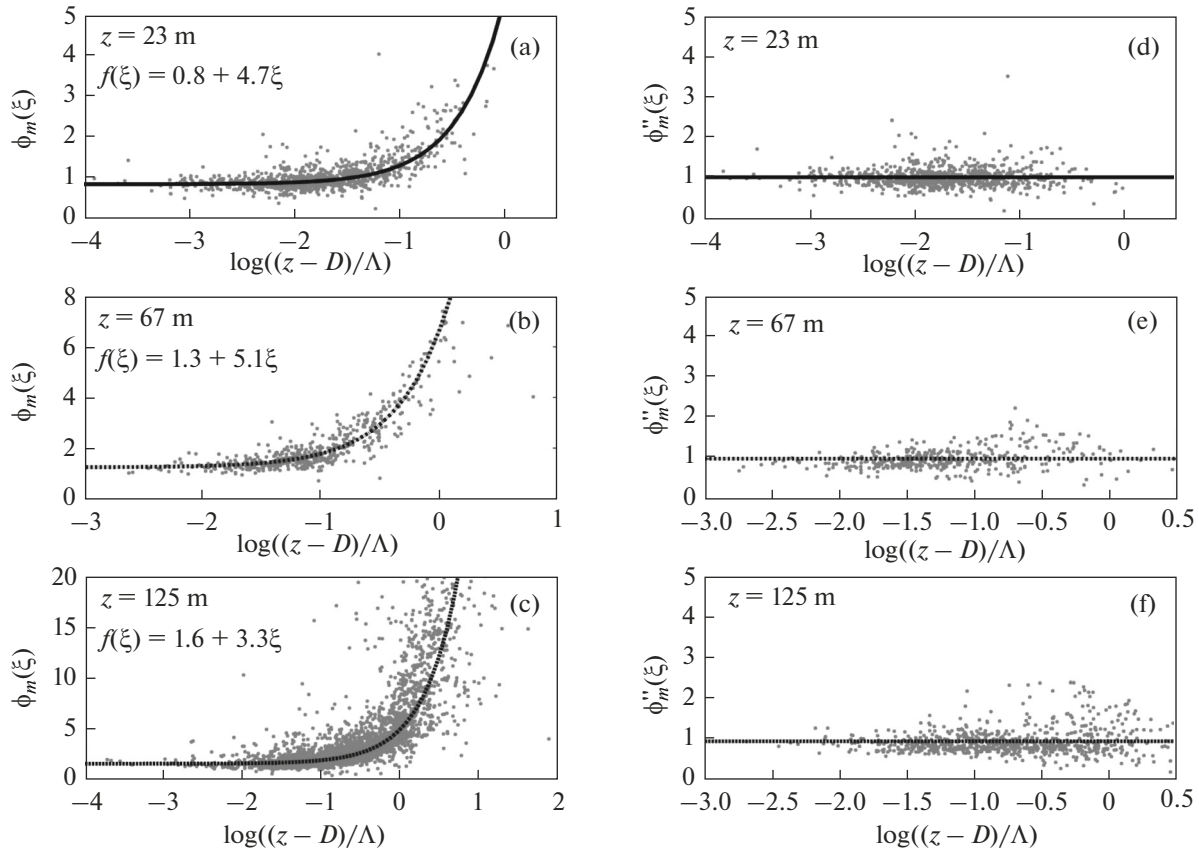 5
4
3
2
1
0
z = 23 m
f(ξ) = 0.8 + 4.7ξ
(a)
ϕm(ξ)
−4 −3 −2 −1 0
log((z − D)/Λ)
5
4
3
2
1
0
z = 23 m
(d)
ϕ″m(ξ)
−4 −3 −2 −1 0
log((z − D)/Λ)
8
6
4
2
0
z = 67 m
f(ξ) = 1.3 + 5.1ξ
(b)
ϕm(ξ)
−3 −2 −1 0 1
log((z − D)/Λ)
5
4
3
2
1
0
z = 67 m
(e)
ϕ″m(ξ)
−3.0 −2.5 −2.0 −1.5 −1.0 −0.5 0 0.5
log((z − D)/Λ)
20
15
10
5
0
z = 125 m
f(ξ) = 1.6 + 3.3ξ
(c)
ϕm(ξ)
−4 −3 −2 −1 0 1 2
log((z − D)/Λ)
5
4
3
2
1
0
z = 125 m
(f)
ϕ″m(ξ)
−3.0 −2.5 −2.0 −1.5 −1.0 −0.5 0 0.5
log((z − D)/Λ)